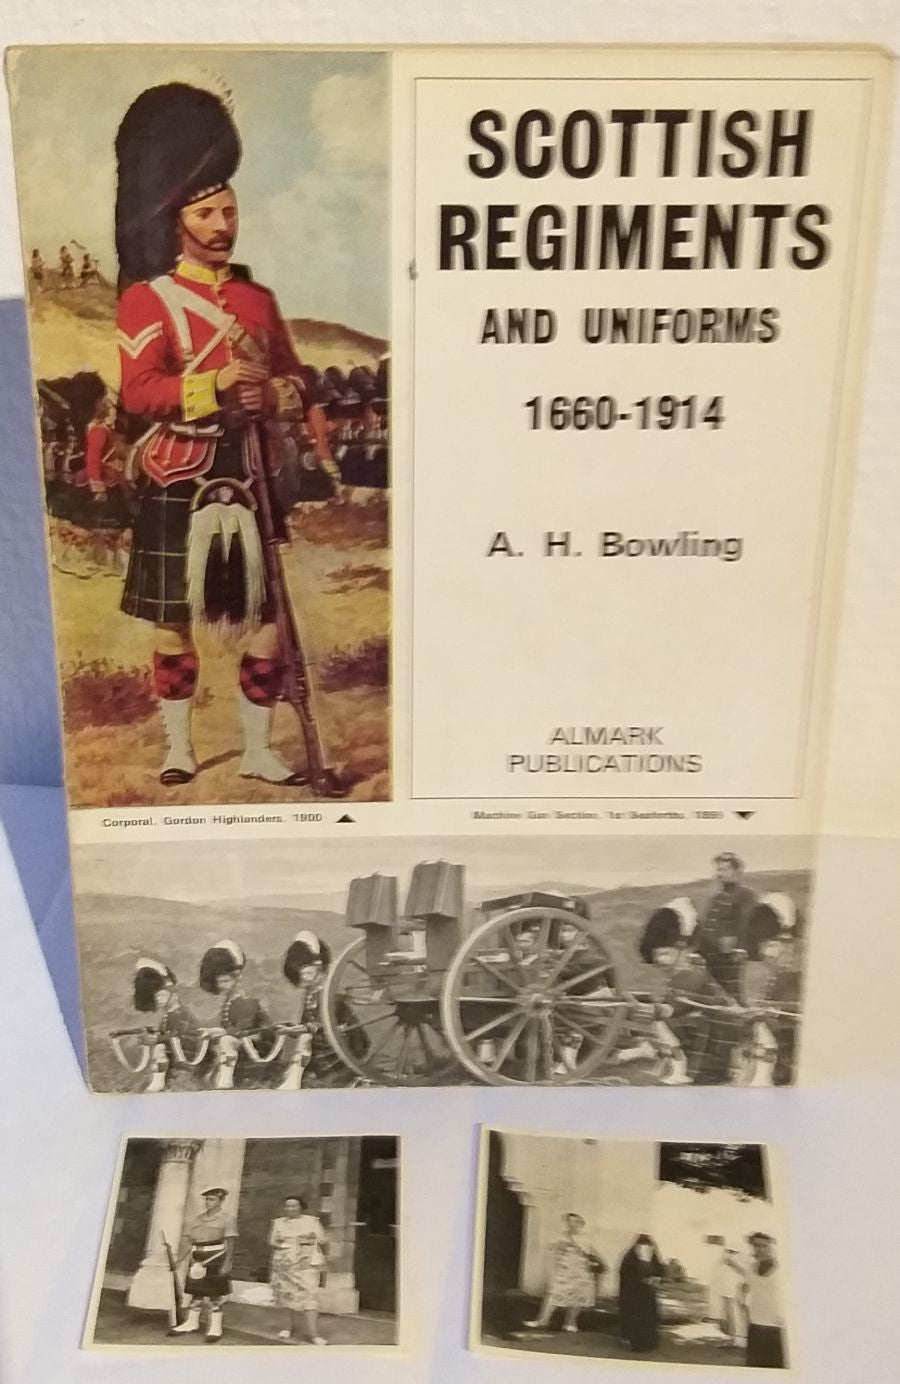 SCOTTISH
REGIMENTS
AND UNIFORMS
1660-1914
A. H. Bowling
ALMARK
PUBLICATIONS
Corporal, Gordon Highlanders, 1900
Machine Gun Section, 1st Seaforths, 1899